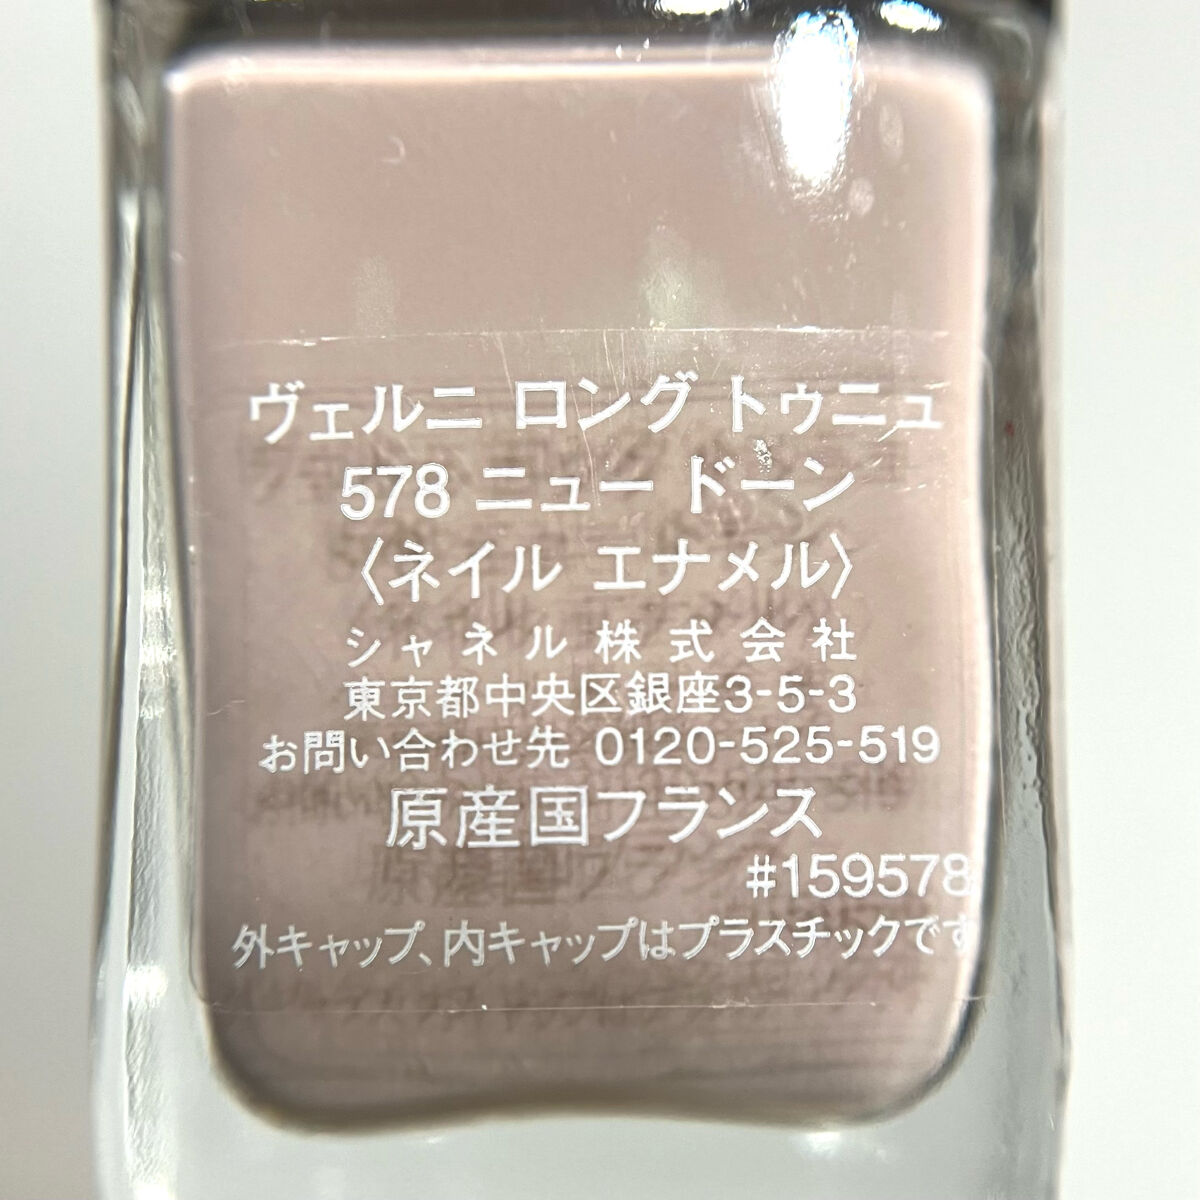 ヴェルニ ロング トゥニュ
578 ニュー ドーン
〈ネイル エナメル〉
シャネル株式会社
東京都中央区銀座3-5-3
お問い合わせ先 0120-525-519
原産国フランス
#159578
外キャップ、内キャップはプラスチックです